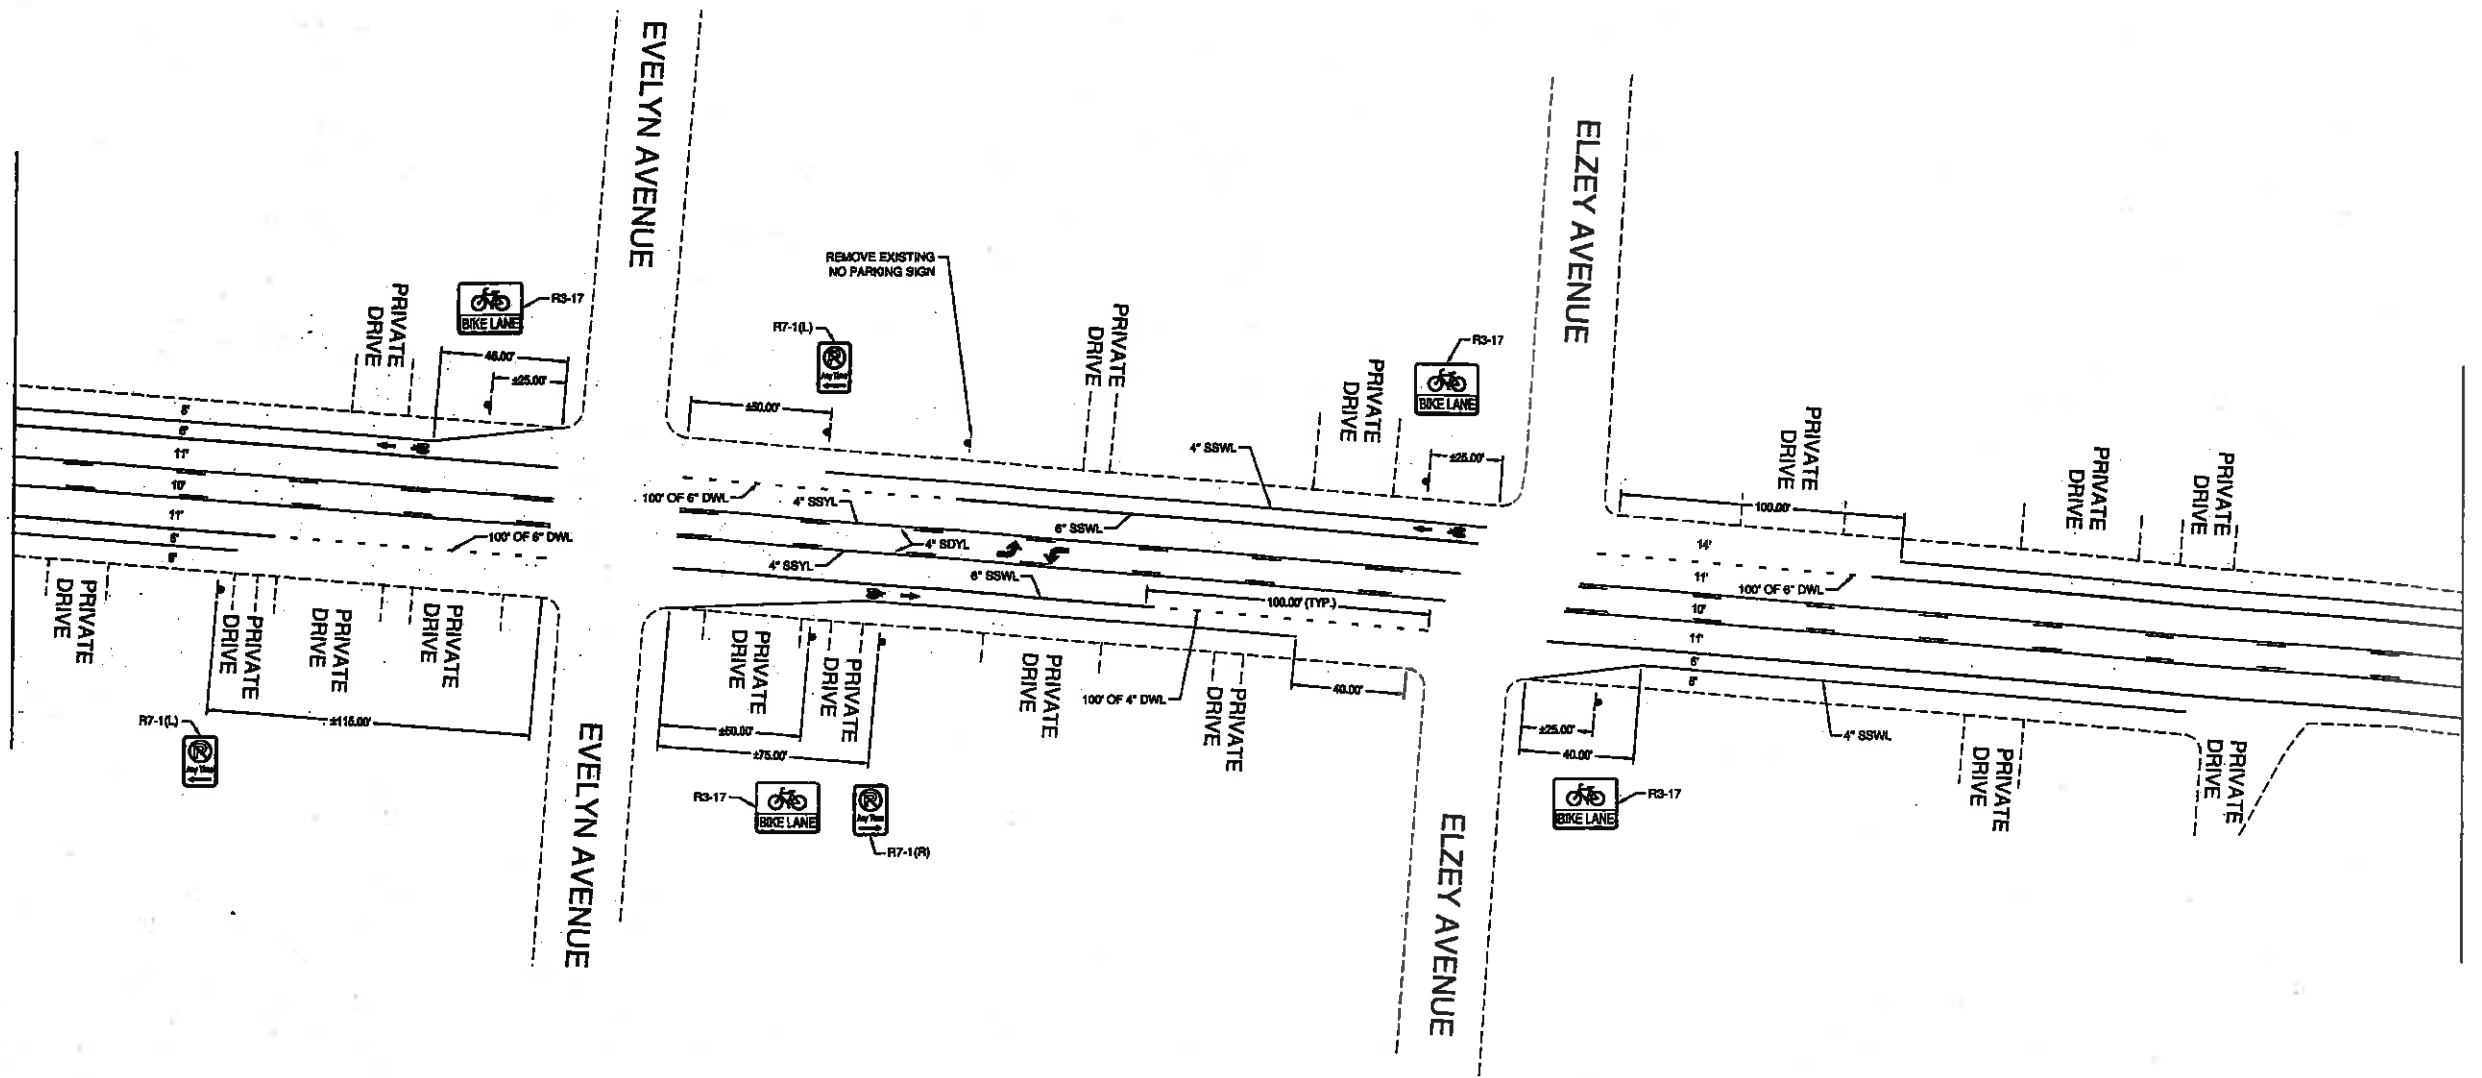 EVELYN AVENUE
ELZEY AVENUE
REMOVE EXISTING
NO PARKING SIGN
R3-17
BIKE LANE
PRIVATE
DRIVE
±25.00'
R7-1(L)
Any Time
±50.00'
PRIVATE
DRIVE
PRIVATE
DRIVE
R3-17
BIKE LANE
±25.00'
4" SSWL
PRIVATE
DRIVE
100.00'
PRIVATE
DRIVE
PRIVATE
DRIVE
6'
11'
10'
11'
6'
8'
100' OF 6" DWL
100' OF 6" DWL
4" SSYL
4" SDYL
4" SSYL
6" SSWL
6" SSWL
100.00' (TYP.)
14'
11'
10'
11'
6'
8'
100' OF 6" DWL
PRIVATE
DRIVE
PRIVATE
DRIVE
PRIVATE
DRIVE
PRIVATE
DRIVE
±115.00'
R7-1(L)
PRIVATE
DRIVE
PRIVATE
DRIVE
±50.00'
±75.00'
PRIVATE
DRIVE
100' OF 4" DWL
PRIVATE
DRIVE
40.00'
R3-17
BIKE LANE
Any Time
R7-1(R)
±25.00'
40.00'
4" SSWL
R3-17
BIKE LANE
PRIVATE
DRIVE
PRIVATE
DRIVE
EVELYN AVENUE
ELZEY AVENUE